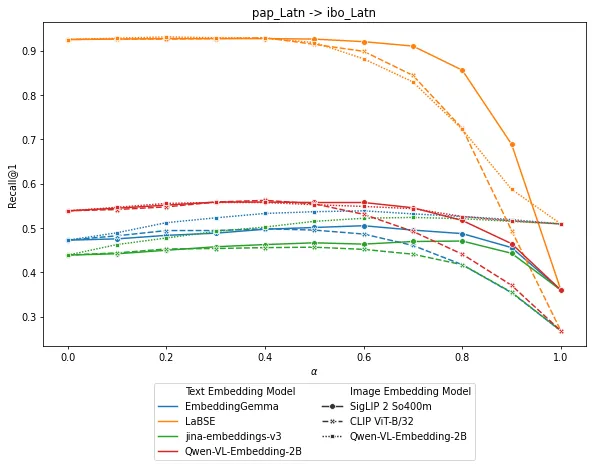 pap_Latn -> ibo_Latn
Recall@1
0.9
0.8
0.7
0.6
0.5
0.4
0.3
0.0
0.2
0.4
0.6
0.8
1.0
α
Text Embedding Model
EmbeddingGemma
LaBSE
jina-embeddings-v3
Qwen-VL-Embedding-2B
Image Embedding Model
SigLIP 2 So400m
CLIP ViT-B/32
Qwen-VL-Embedding-2B